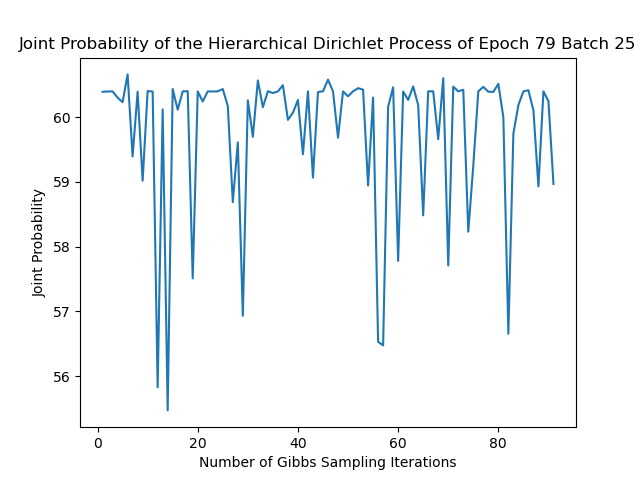 Joint Probability of the Hierarchical Dirichlet Process of Epoch 79 Batch 25
60
59
58
57
56
Joint Probability
0 20 40 60 80
Number of Gibbs Sampling Iterations